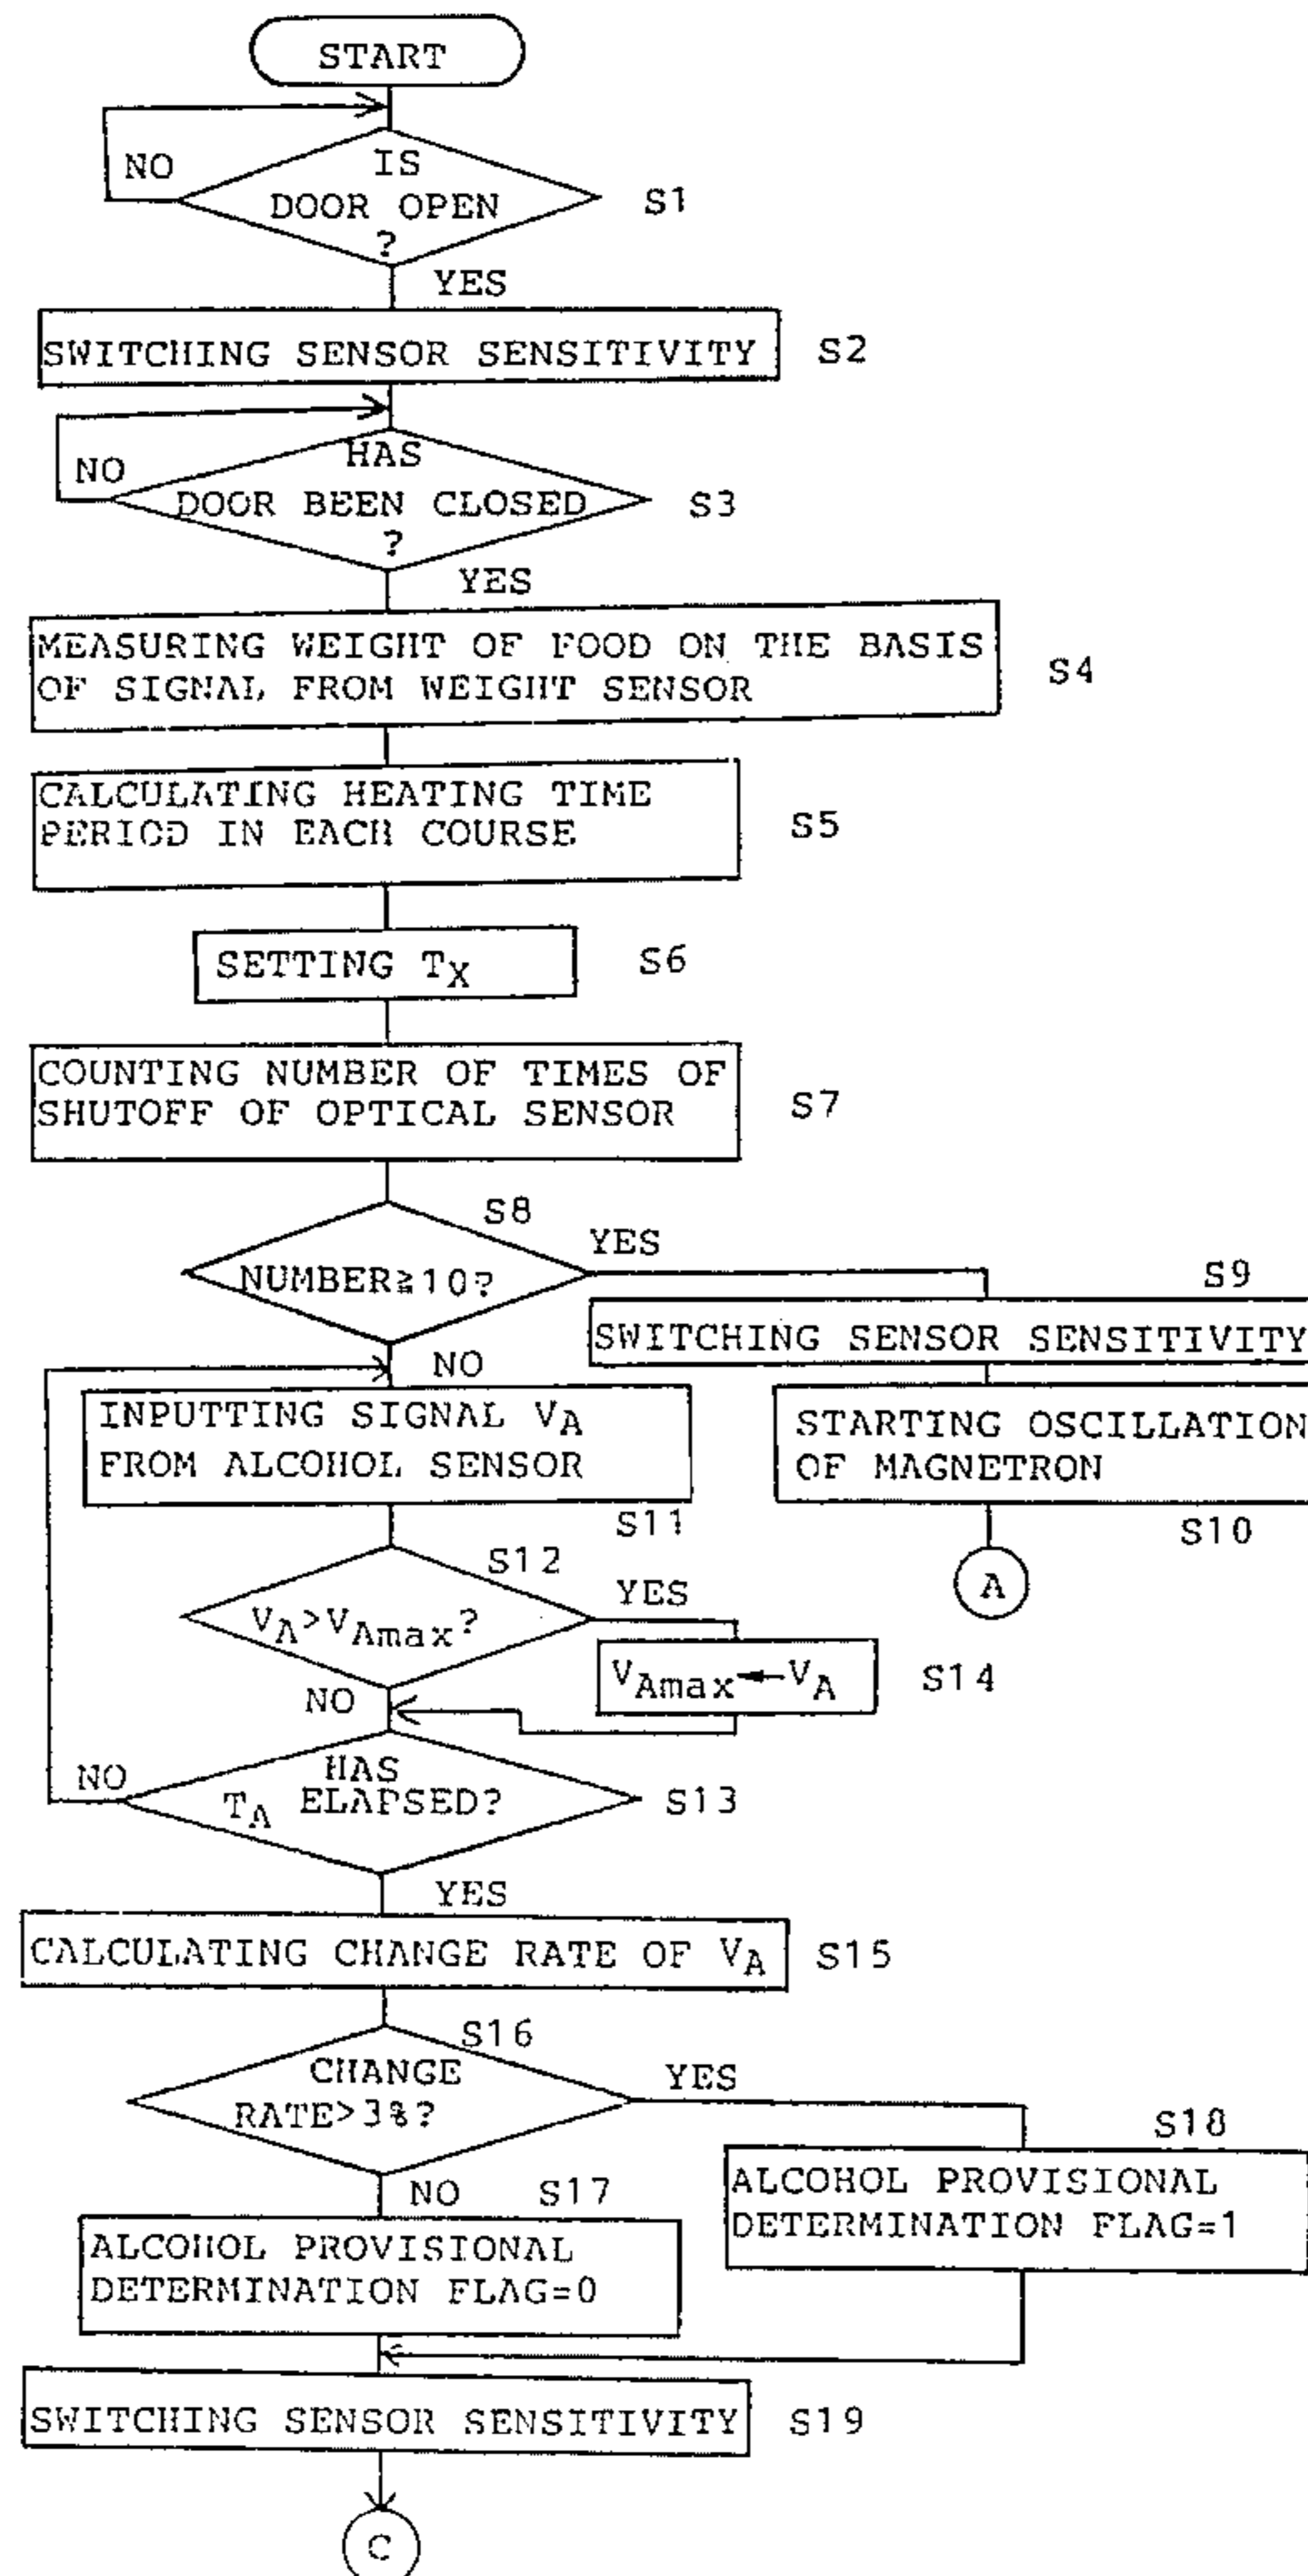 START
NO
IS
DOOR OPEN
?
S1
YES
SWITCHING SENSOR SENSITIVITY
S2
NO
HAS
DOOR BEEN CLOSED
?
S3
YES
MEASURING WEIGHT OF FOOD ON THE BASIS
OF SIGNAL FROM WEIGHT SENSOR
S4
CALCULATING HEATING TIME
PERIOD IN EACH COURSE
S5
SETTING TX
S6
COUNTING NUMBER OF TIMES OF
SHUTOFF OF OPTICAL SENSOR
S7
S8
NUMBER≧10?
YES
S9
SWITCHING SENSOR SENSITIVITY
STARTING OSCILLATION
OF MAGNETRON
S10
A
NO
INPUTTING SIGNAL VA
FROM ALCOHOL SENSOR
S11
S12
VA>VAmax?
YES
VAmax←VA
S14
NO
NO
HAS
TA ELAPSED?
S13
YES
CALCULATING CHANGE RATE OF VA
S15
S16
CHANGE
RATE>3%?
YES
S18
ALCOHOL PROVISIONAL
DETERMINATION FLAG=1
NO
S17
ALCOHOL PROVISIONAL
DETERMINATION FLAG=0
SWITCHING SENSOR SENSITIVITY
S19
C